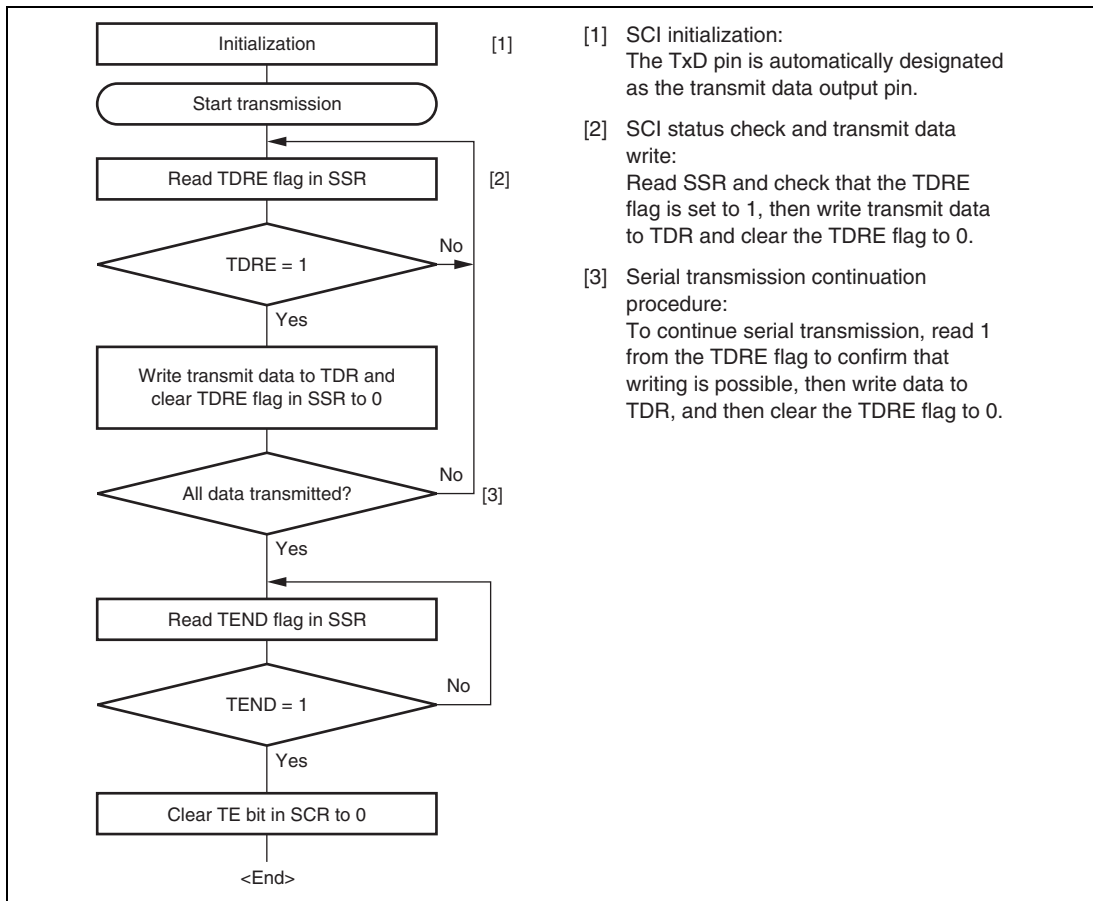 Initialization
[1]
Start transmission
Read TDRE flag in SSR
[2]
TDRE = 1
No
Yes
Write transmit data to TDR and
clear TDRE flag in SSR to 0
All data transmitted?
No
[3]
Yes
Read TEND flag in SSR
TEND = 1
No
Yes
Clear TE bit in SCR to 0
<End>
[1] SCI initialization:
The TxD pin is automatically designated
as the transmit data output pin.
[2] SCI status check and transmit data
write:
Read SSR and check that the TDRE
flag is set to 1, then write transmit data
to TDR and clear the TDRE flag to 0.
[3] Serial transmission continuation
procedure:
To continue serial transmission, read 1
from the TDRE flag to confirm that
writing is possible, then write data to
TDR, and then clear the TDRE flag to 0.